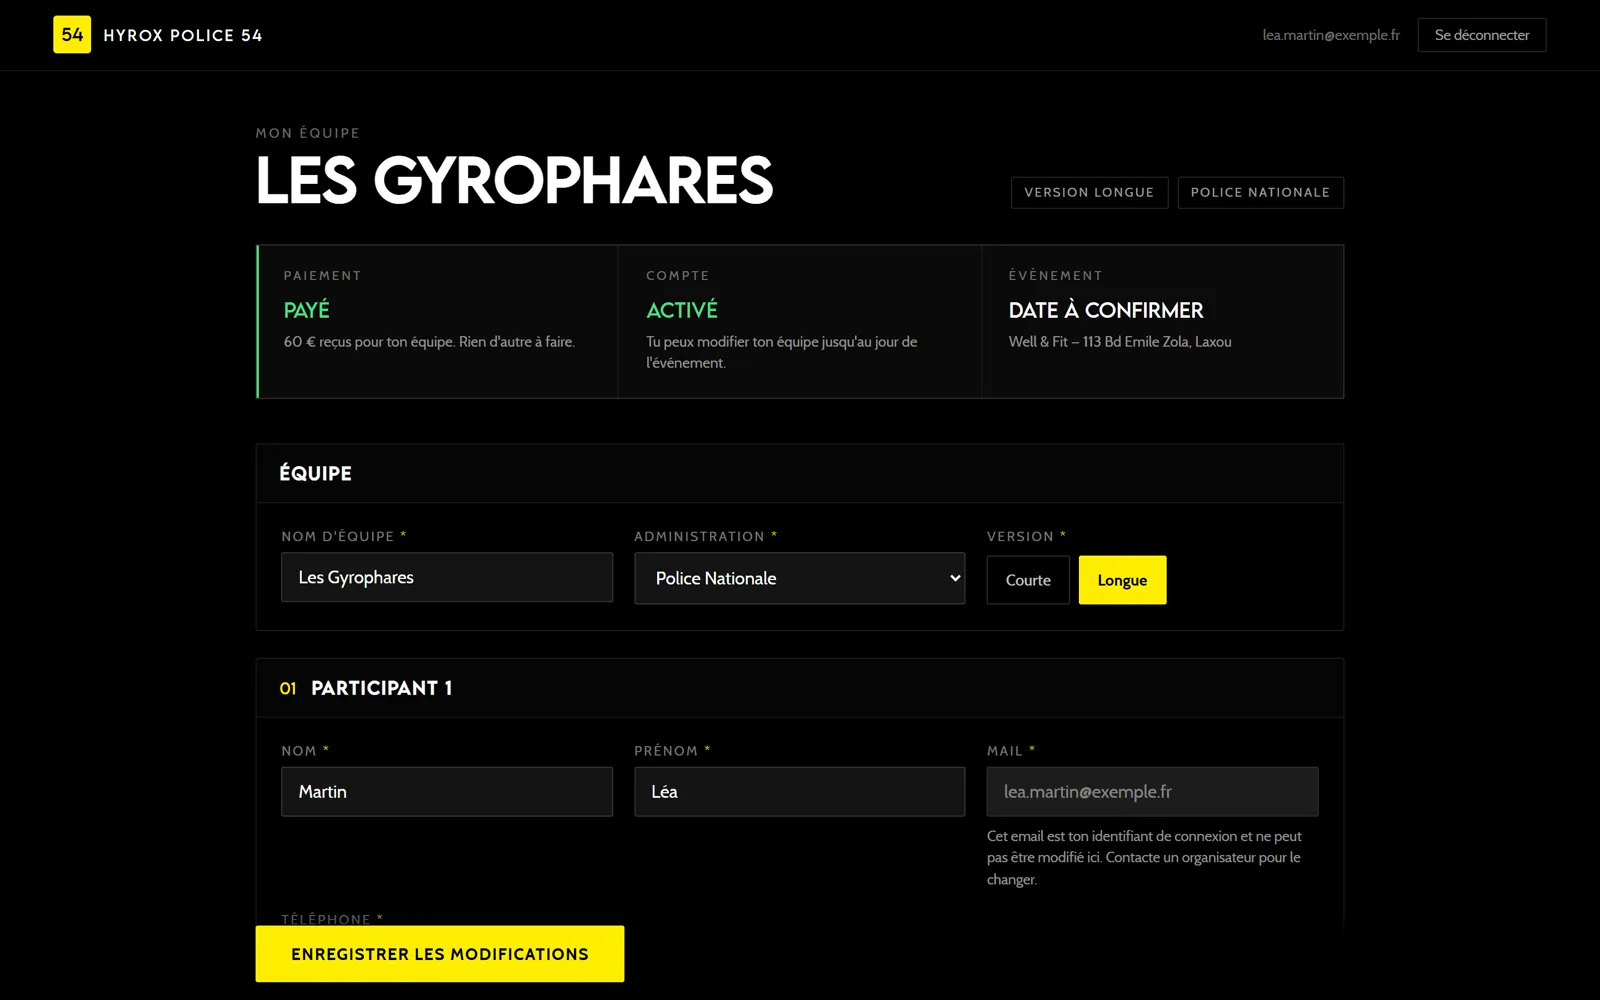 54 HYROX POLICE 54
lea.martin@exemple.fr Se déconnecter
MON ÉQUIPE
LES GYROPHARES
VERSION LONGUE POLICE NATIONALE
PAIEMENT
PAYÉ
60 € reçus pour ton équipe. Rien d'autre à faire.
COMPTE
ACTIVÉ
Tu peux modifier ton équipe jusqu'au jour de
l'événement.
ÉVÉNEMENT
DATE À CONFIRMER
Well & Fit – 113 Bd Emile Zola, Laxou
ÉQUIPE
NOM D'ÉQUIPE *
Les Gyrophares
ADMINISTRATION *
Police Nationale
VERSION *
Courte Longue
01 PARTICIPANT 1
NOM *
Martin
PRÉNOM *
Léa
MAIL *
lea.martin@exemple.fr
Cet email est ton identifiant de connexion et ne peut
pas être modifié ici. Contacte un organisateur pour le
changer.
TÉLÉPHONE *
ENREGISTRER LES MODIFICATIONS